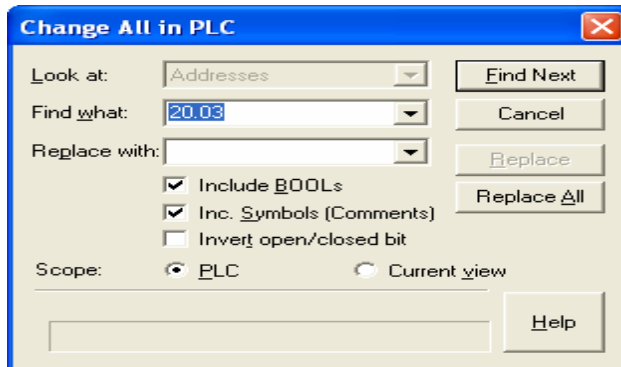 Change All in PLC
Look at: Addresses Find Next
Find what: 20.03 Cancel
Replace with: Replace
Include BOOLs Replace All
Inc. Symbols (Comments)
Invert open/closed bit
Scope: PLC Current view
Help